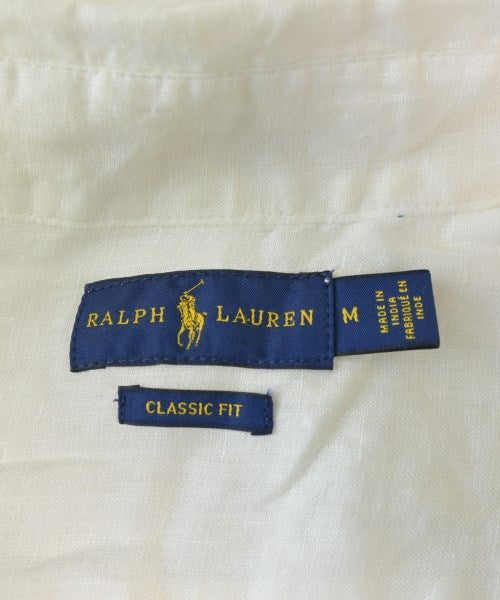 RALPH LAUREN
M
MADE IN
INDIA
FABRIQUÉ EN
INDE
CLASSIC FIT